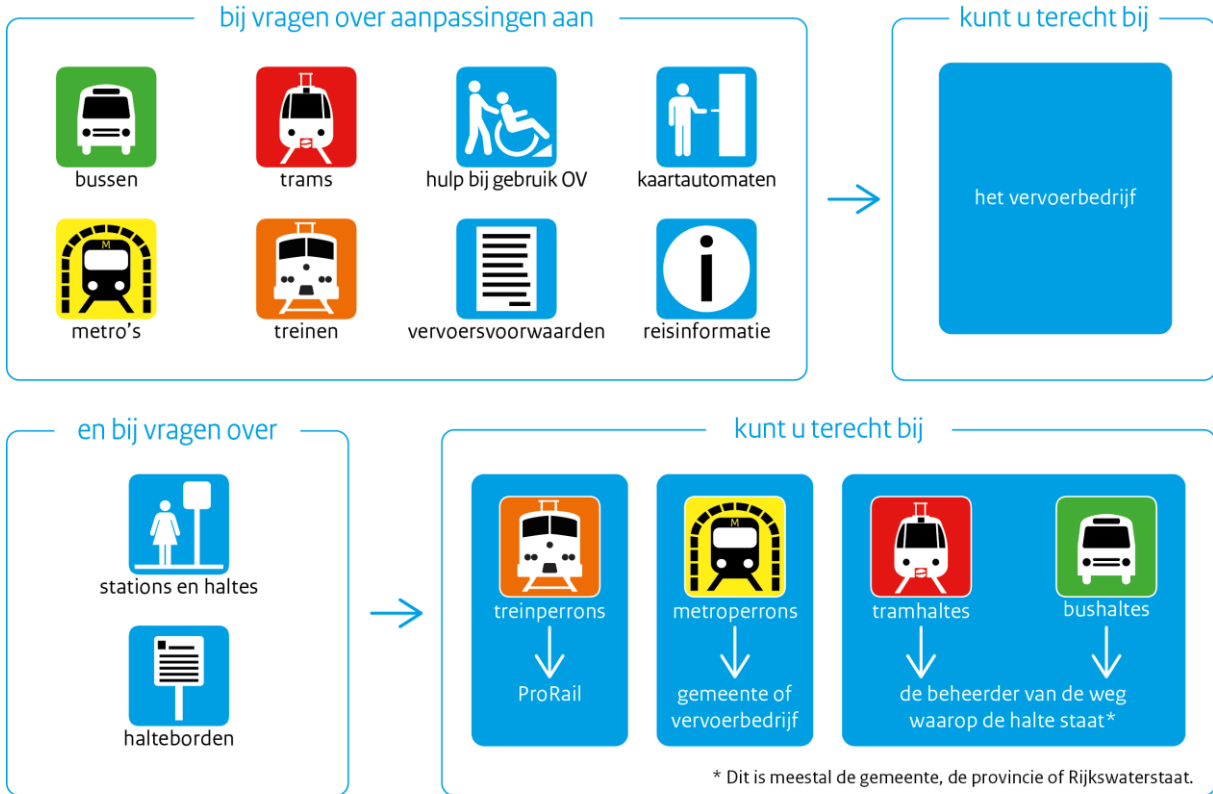 bij vragen over aanpassingen aan
kunt u terecht bij
bussen
trams
hulp bij gebruik OV
kaartautomaten
het vervoerbedrijf
M
metro's
treinen
vervoersvoorwaarden
reisinformatie
en bij vragen over
kunt u terecht bij
stations en haltes
halteborden
M
treinperrons
metroperrons
tramhaltes
bushaltes
ProRail
gemeente of
vervoerbedrijf
de beheerder van de weg
waarop de halte staat*
* Dit is meestal de gemeente, de provincie of Rijkswaterstaat.